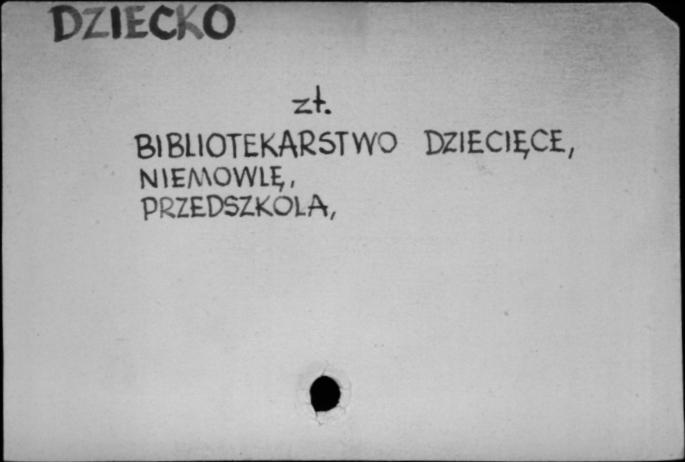 DZIECKO
zł.
BIBLIOTEKARSTWO DZIECIĘCE,
NIEMOWLĘ,
PRZEDSZKOLA,